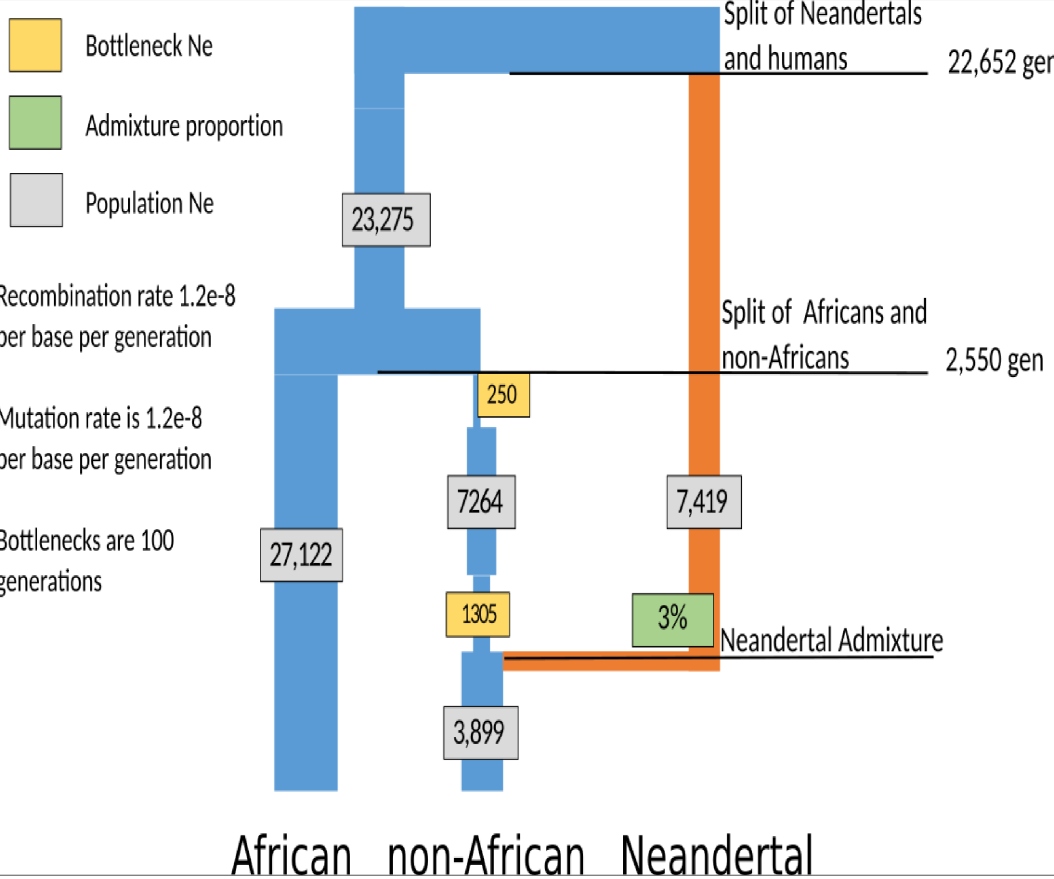 Bottleneck Ne
Admixture proportion
Population Ne
Recombination rate 1.2e-8
per base per generation
Mutation rate is 1.2e-8
per base per generation
Bottlenecks are 100
generations
Split of Neandertals
and humans
22,652 gen
23,275
Split of Africans and
non-Africans
2,550 gen
250
7264
7,419
27,122
1305
3%
Neandertal Admixture
3,899
African non-African Neandertal